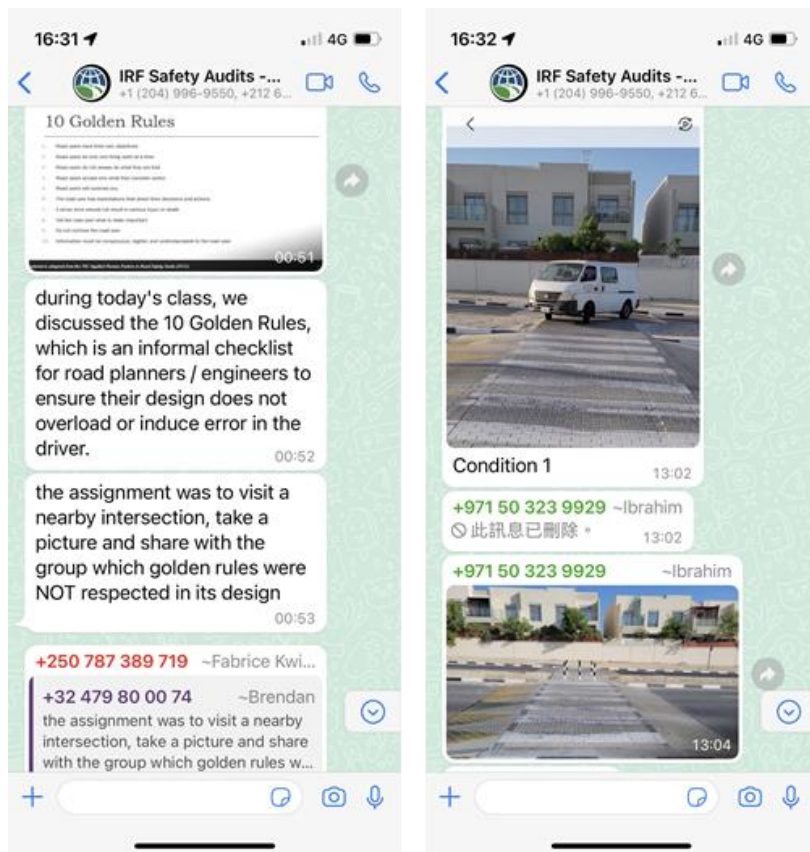 16:31
4G
IRF Safety Audits -...
+1 (204) 996-9550, +212 6...
10 Golden Rules
00:51
during today's class, we
discussed the 10 Golden Rules,
which is an informal checklist
for road planners / engineers to
ensure their design does not
overload or induce error in the
driver.
00:52
the assignment was to visit a
nearby intersection, take a
picture and share with the
group which golden rules were
NOT respected in its design
00:53
+250 787 389 719 ~Fabrice Kwi...
+32 479 80 00 74 ~Brendan
the assignment was to visit a nearby
intersection, take a picture and share
with the group which golden rules w...
16:32
4G
IRF Safety Audits -...
+1 (204) 996-9550, +212 6...
Condition 1
13:02
+971 50 323 9929 ~Ibrahim
此訊息已刪除。
13:02
+971 50 323 9929 ~Ibrahim
13:04